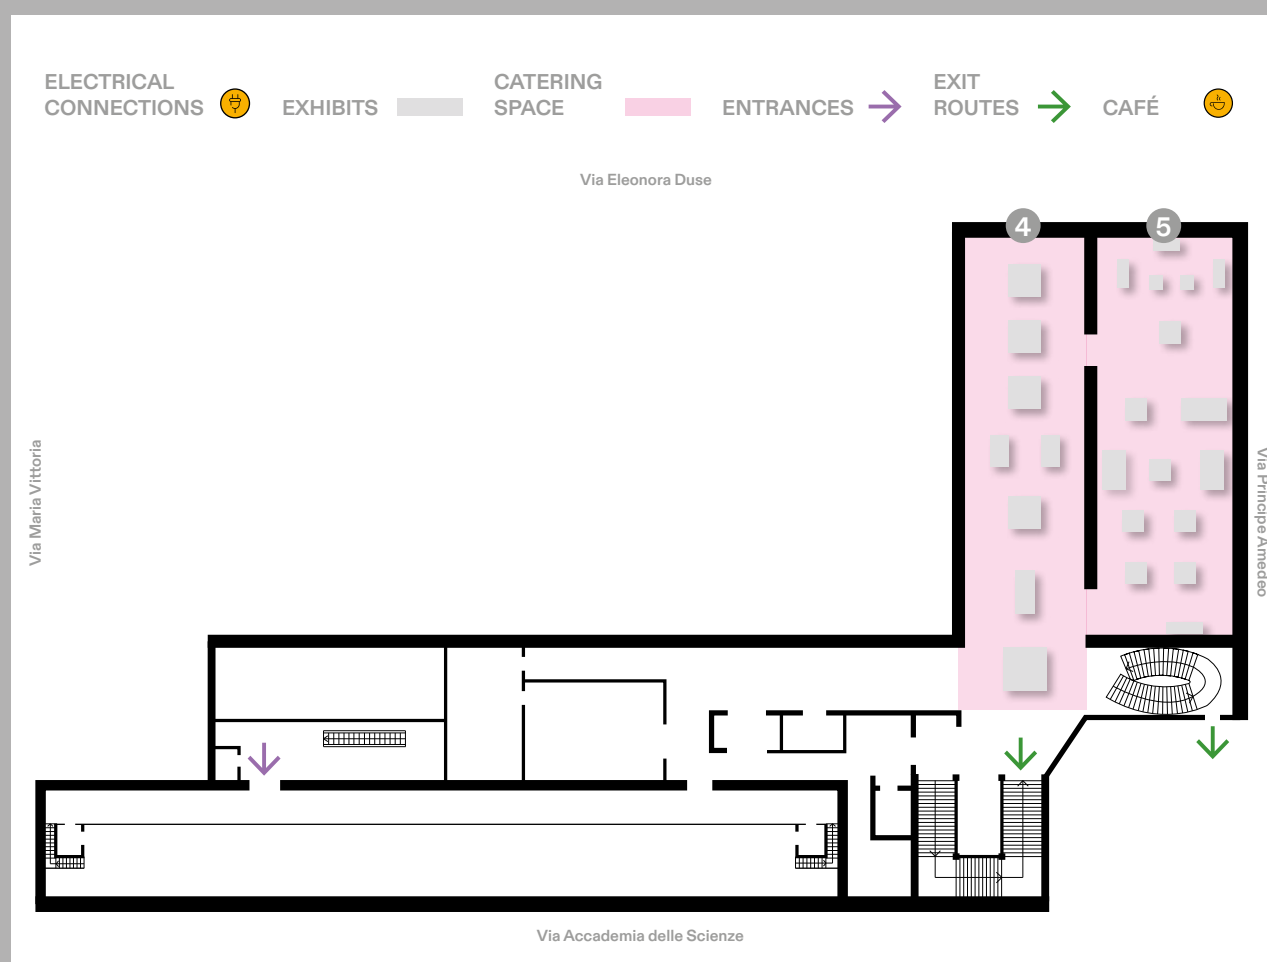 ELECTRICAL
CONNECTIONS
EXHIBITS
CATERING
SPACE
ENTRANCES
EXIT
ROUTES
CAFÉ
Via Eleonora Duse
4
5
Via Maria Vittoria
Via Principe Amedeo
Via Accademia delle Scienze